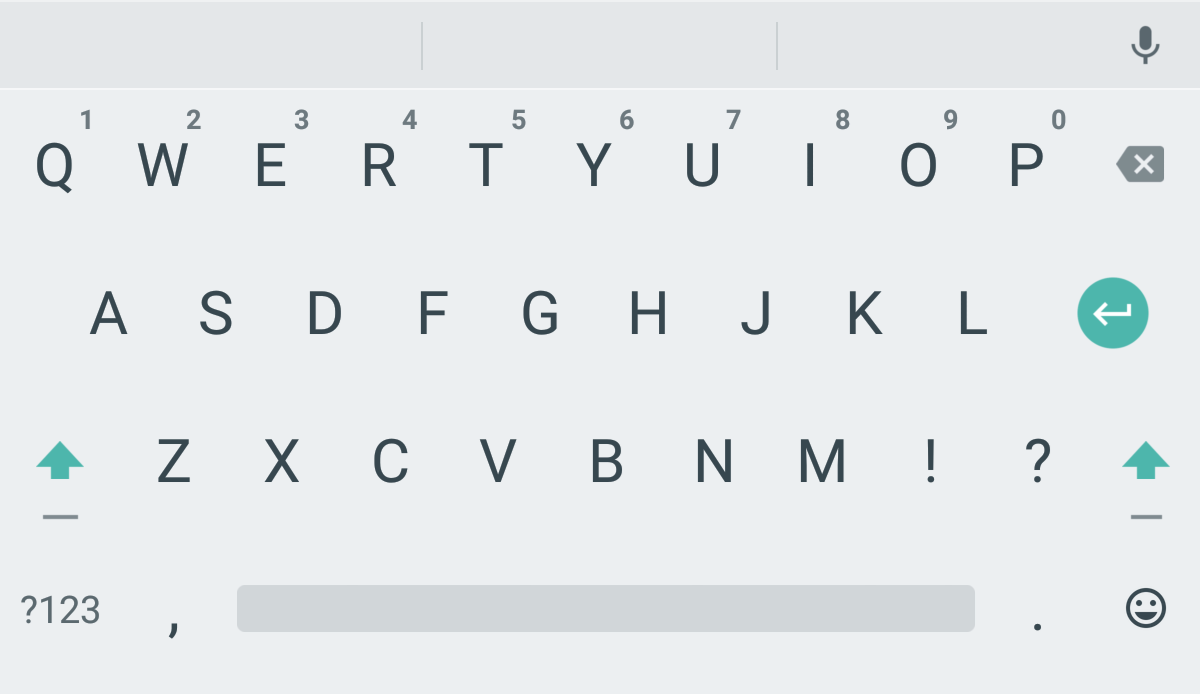 1 2 3 4 5 6 7 8 9 0
Q W E R T Y U I O P
A S D F G H J K L
Z X C V B N M ! ?
?123 , .